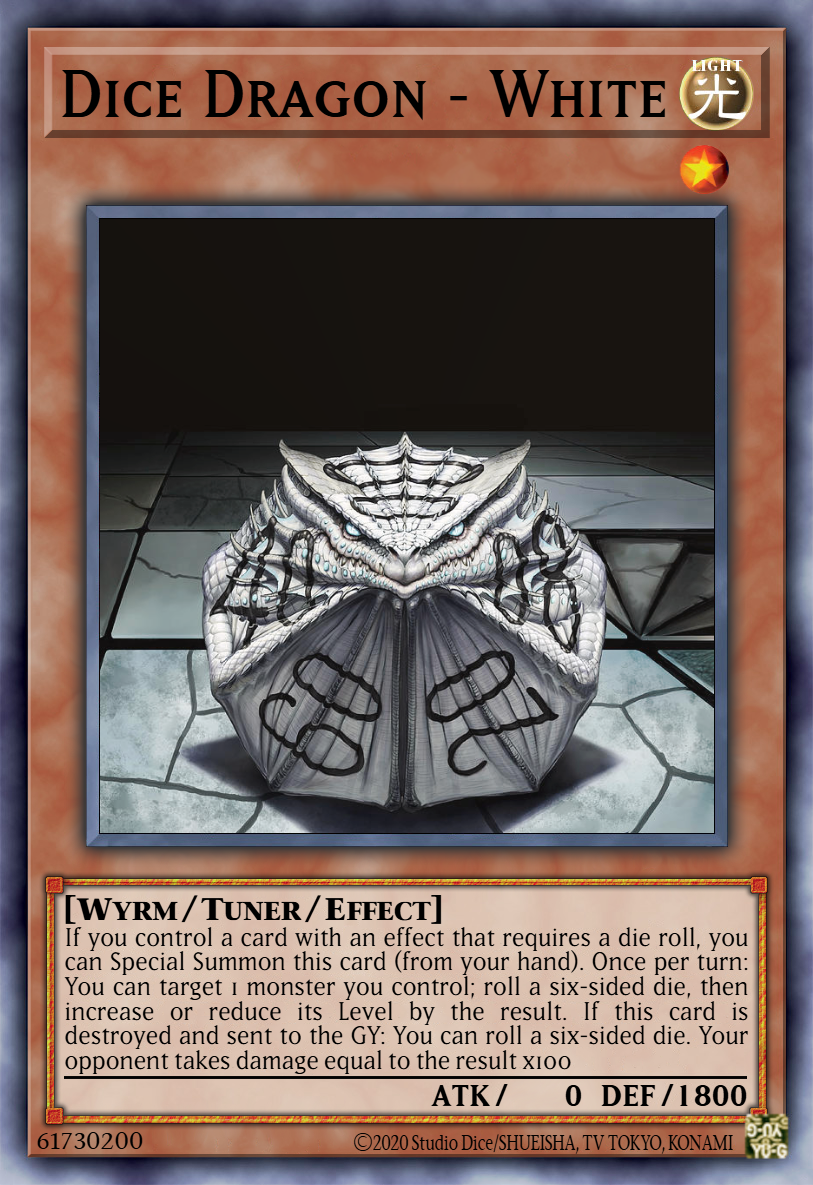 Dice Dragon - White
LIGHT
光
[Wyrm/Tuner/Effect]
If you control a card with an effect that requires a die roll, you
can Special Summon this card (from your hand). Once per turn:
You can target 1 monster you control; roll a six-sided die, then
increase or reduce its Level by the result. If this card is
destroyed and sent to the GY: You can roll a six-sided die. Your
opponent takes damage equal to the result x100
ATK/ 0 DEF/1800
61730200 ©2020 Studio Dice/SHUEISHA, TV TOKYO, KONAMI